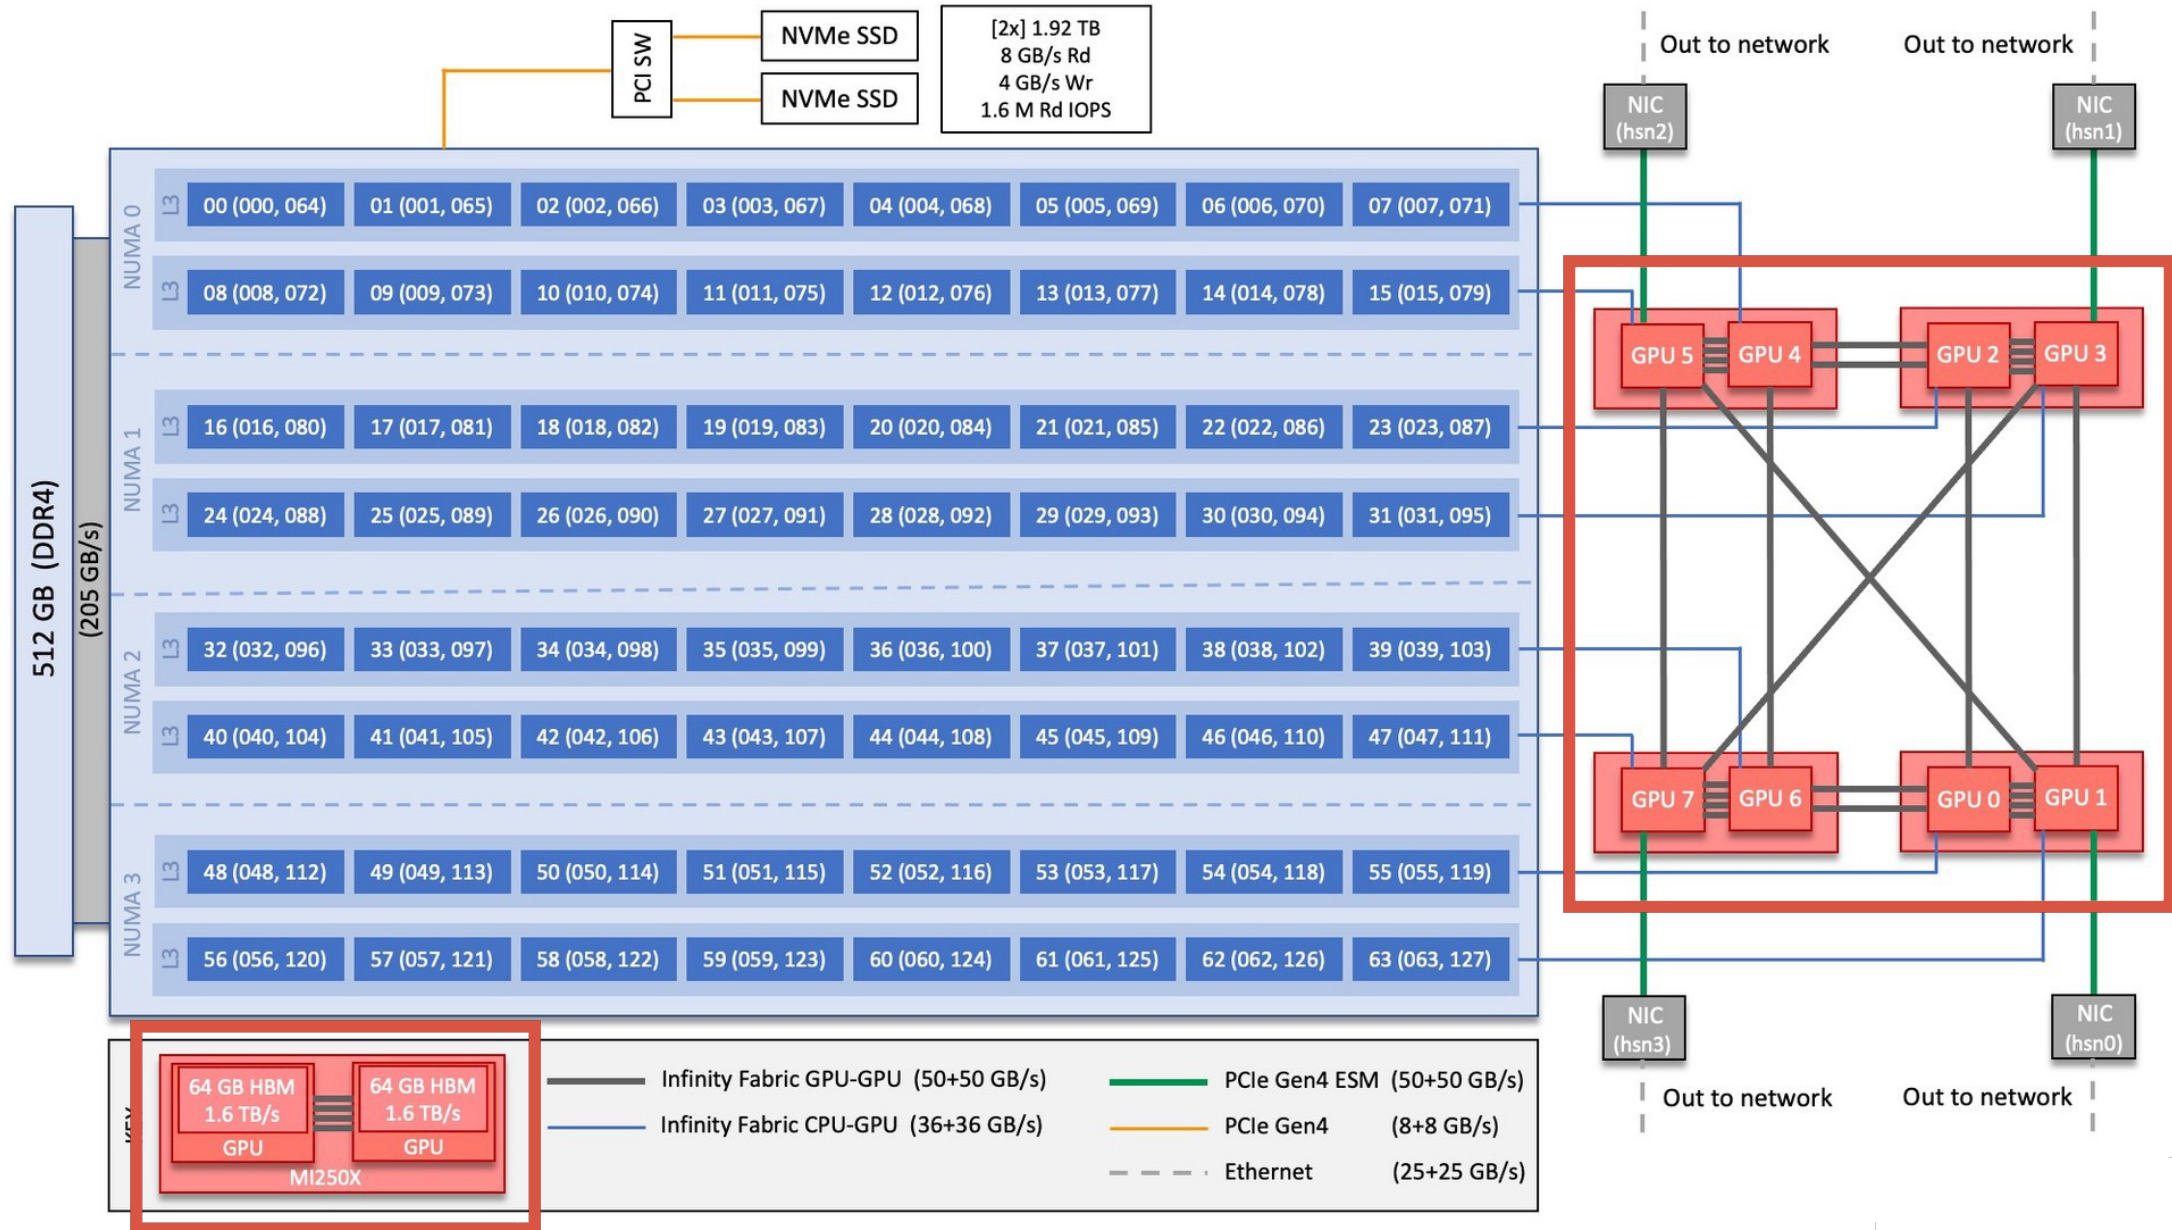 NVMe SSD
NVMe SSD
PCI SW
[2x] 1.92 TB
8 GB/s Rd
4 GB/s Wr
1.6 M Rd IOPS
Out to network
Out to network
NIC
(hsn2)
NIC
(hsn1)
512 GB (DDR4)
(205 GB/s)
NUMA 0
L3
00 (000, 064) 01 (001, 065) 02 (002, 066) 03 (003, 067) 04 (004, 068) 05 (005, 069) 06 (006, 070) 07 (007, 071)
L3
08 (008, 072) 09 (009, 073) 10 (010, 074) 11 (011, 075) 12 (012, 076) 13 (013, 077) 14 (014, 078) 15 (015, 079)
NUMA 1
L3
16 (016, 080) 17 (017, 081) 18 (018, 082) 19 (019, 083) 20 (020, 084) 21 (021, 085) 22 (022, 086) 23 (023, 087)
L3
24 (024, 088) 25 (025, 089) 26 (026, 090) 27 (027, 091) 28 (028, 092) 29 (029, 093) 30 (030, 094) 31 (031, 095)
NUMA 2
L3
32 (032, 096) 33 (033, 097) 34 (034, 098) 35 (035, 099) 36 (036, 100) 37 (037, 101) 38 (038, 102) 39 (039, 103)
L3
40 (040, 104) 41 (041, 105) 42 (042, 106) 43 (043, 107) 44 (044, 108) 45 (045, 109) 46 (046, 110) 47 (047, 111)
NUMA 3
L3
48 (048, 112) 49 (049, 113) 50 (050, 114) 51 (051, 115) 52 (052, 116) 53 (053, 117) 54 (054, 118) 55 (055, 119)
L3
56 (056, 120) 57 (057, 121) 58 (058, 122) 59 (059, 123) 60 (060, 124) 61 (061, 125) 62 (062, 126) 63 (063, 127)
GPU 5 GPU 4 GPU 2 GPU 3
GPU 7 GPU 6 GPU 0 GPU 1
NIC
(hsn3)
NIC
(hsn0)
Out to network
Out to network
64 GB HBM
1.6 TB/s
GPU
64 GB HBM
1.6 TB/s
GPU
MI250X
Infinity Fabric GPU-GPU (50+50 GB/s)
Infinity Fabric CPU-GPU (36+36 GB/s)
PCIe Gen4 ESM (50+50 GB/s)
PCIe Gen4 (8+8 GB/s)
Ethernet (25+25 GB/s)